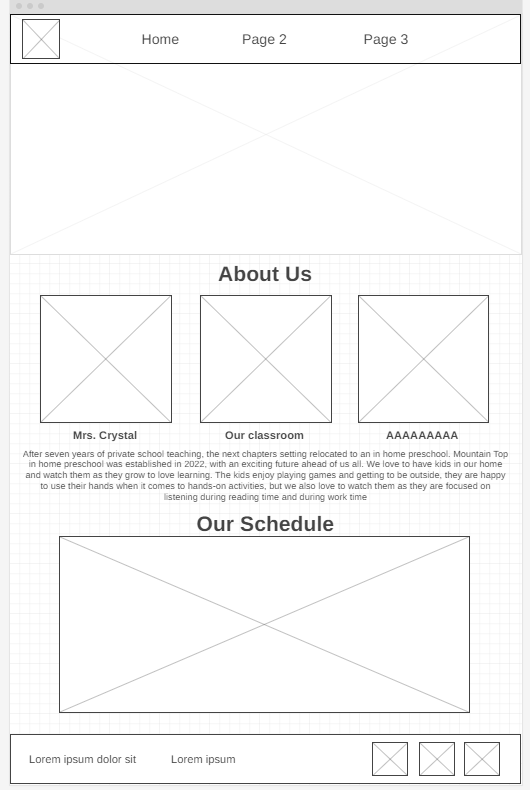 Home Page 2 Page 3
About Us
Mrs. Crystal Our classroom AAAAAAAAA
After seven years of private school teaching, the next chapters setting relocated to an in home preschool. Mountain Top
in home preschool was established in 2022, with an exciting future ahead of us all. We love to have kids in our home
and watch them as they grow to love learning. The kids enjoy playing games and getting to be outside, they are happy
to use their hands when it comes to hands-on activities, but we also love to watch them as they are focused on
listening during reading time and during work time
Our Schedule
Lorem ipsum dolor sit Lorem ipsum